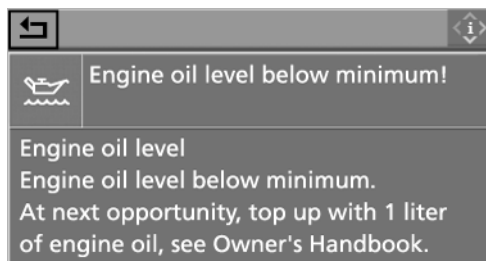 Engine oil level below minimum!
Engine oil level
Engine oil level below minimum.
At next opportunity, top up with 1 liter
of engine oil, see Owner's Handbook.